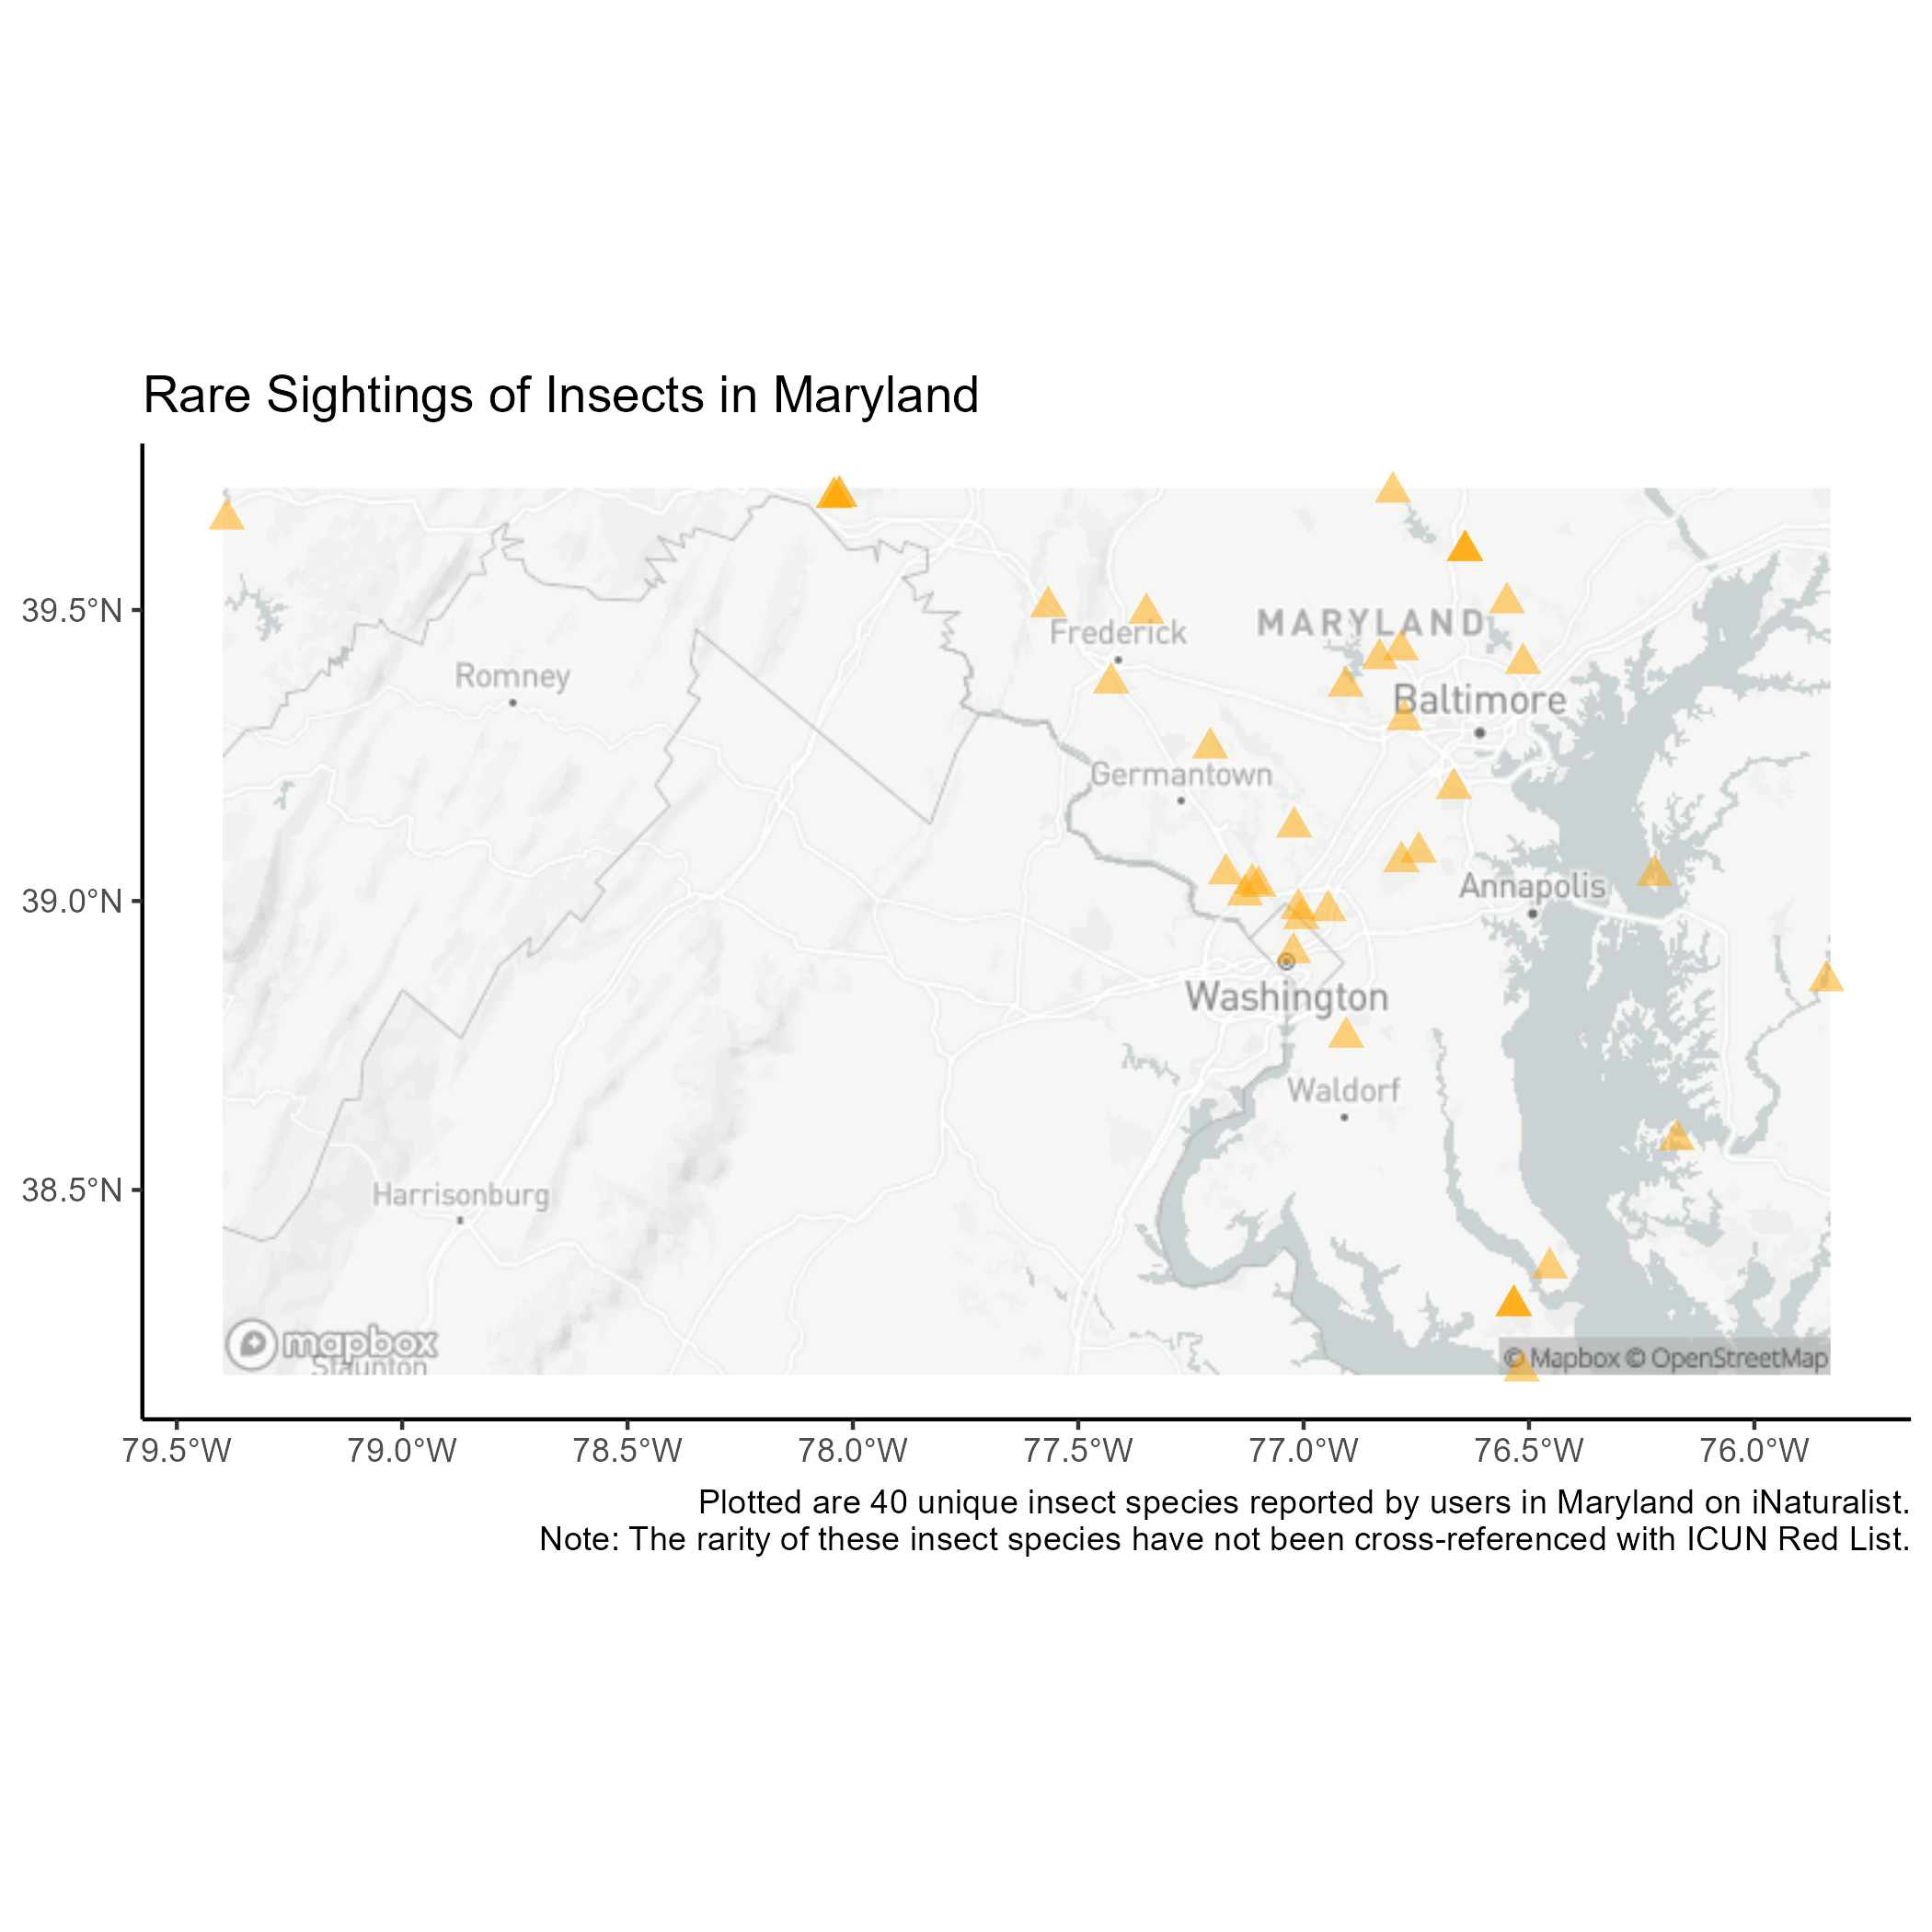 Rare Sightings of Insects in Maryland
39.5°N
39.0°N
38.5°N
MARYLAND
Frederick
Romney
Baltimore
Germantown
Annapolis
Washington
Waldorf
Harrisonburg
mapbox
Staunton
© Mapbox © OpenStreetMap
79.5°W 79.0°W 78.5°W 78.0°W 77.5°W 77.0°W 76.5°W 76.0°W
Plotted are 40 unique insect species reported by users in Maryland on iNaturalist.
Note: The rarity of these insect species have not been cross-referenced with ICUN Red List.